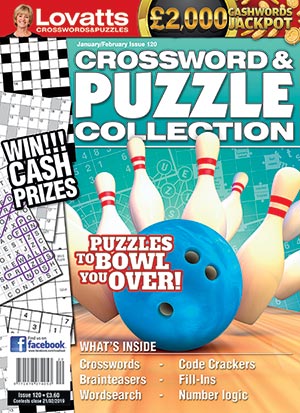 Lovatts
CROSSWORDS&PUZZLES
£2,000 CASHWORDS
JACKPOT
January/February Issue 120
CROSSWORD &
PUZZLE
COLLECTION
WIN!!!
CASH
PRIZES
PUZZLES
TO BOWL
YOU OVER!
Find us on
facebook.
WHAT'S INSIDE
Crosswords - Code Crackers
Brainteasers - Fill-Ins
Wordsearch - Number logic
Issue 120 • £3.60
Contests close 21/02/2019